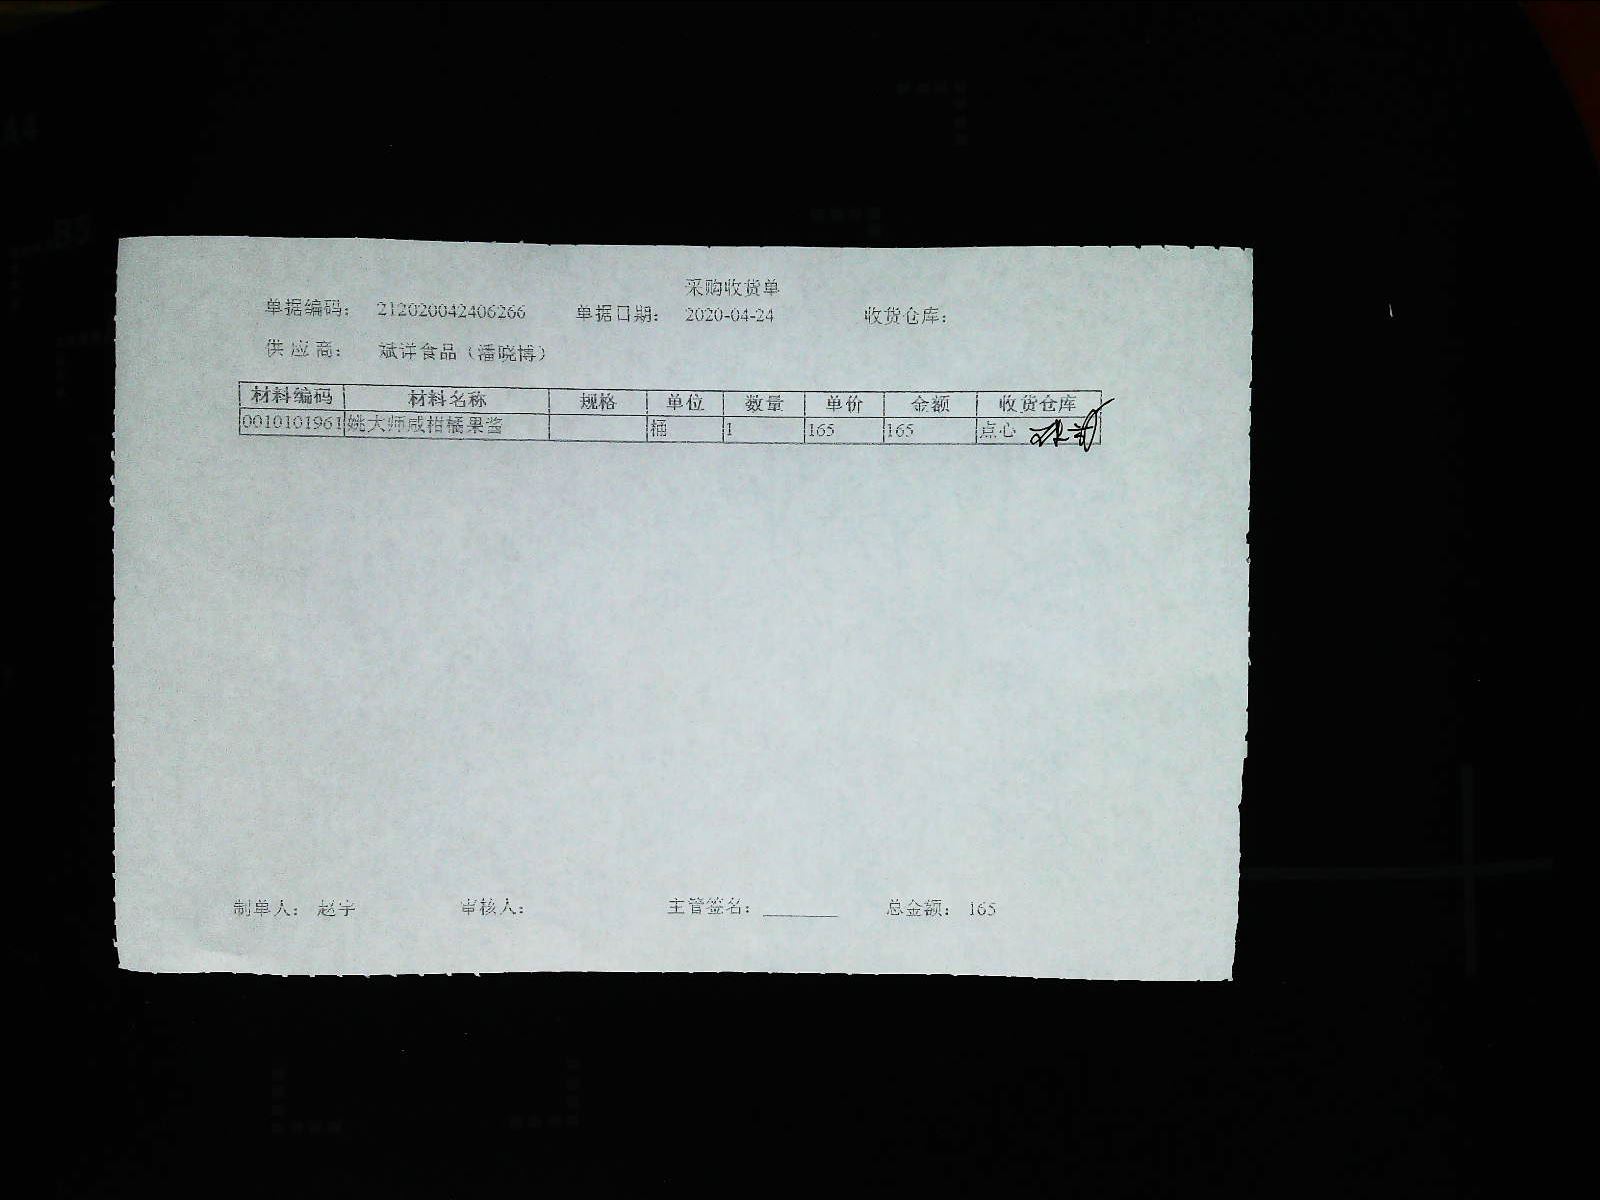 采购收货单
单据编码： 212020042406266 单据日期： 2020-04-24 收货仓库：
供 应 商： 斌详食品（潘晓博）
材料编码 材料名称 规格 单位 数量 单价 金额 收货仓库
0010101961 姚大师咸柑橘果酱 桶 1 165 165 点心
制单人： 赵宇 审核人： 主管签名： ________ 总金额： 165
A4
B5